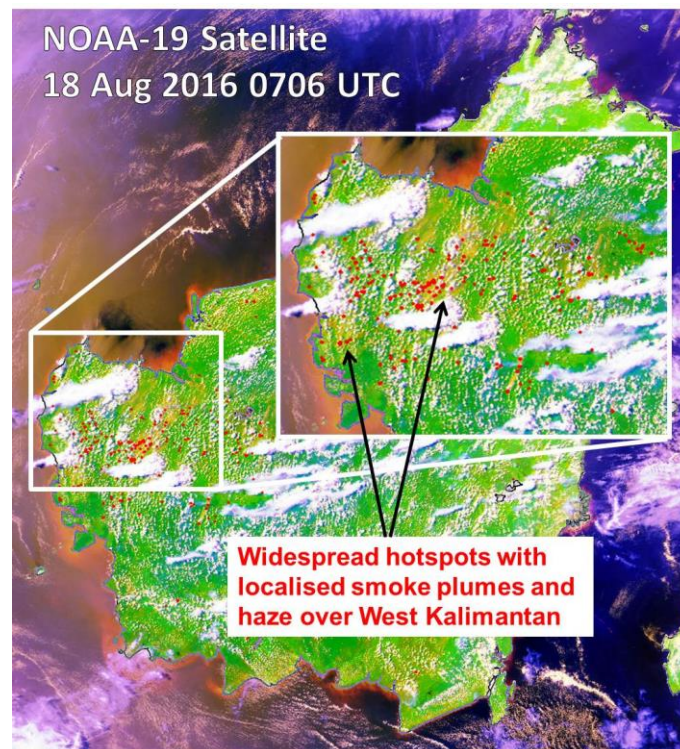 NOAA-19 Satellite
18 Aug 2016 0706 UTC
Widespread hotspots with
localised smoke plumes and
haze over West Kalimantan